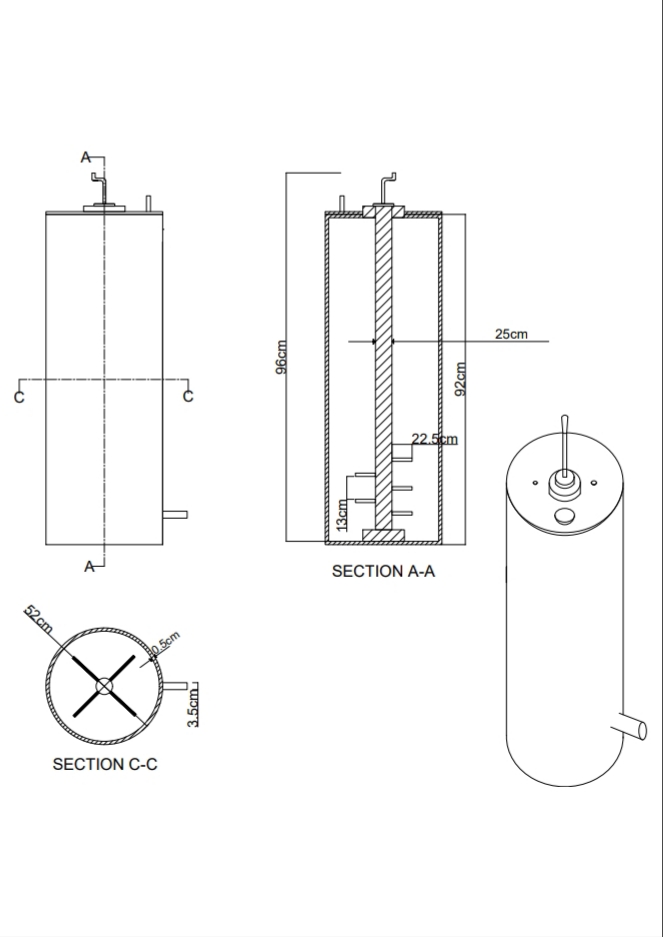 A
C
C
A
96cm
25cm
92cm
22.5cm
13cm
SECTION A-A
52cm
0.5cm
3.5cm
SECTION C-C